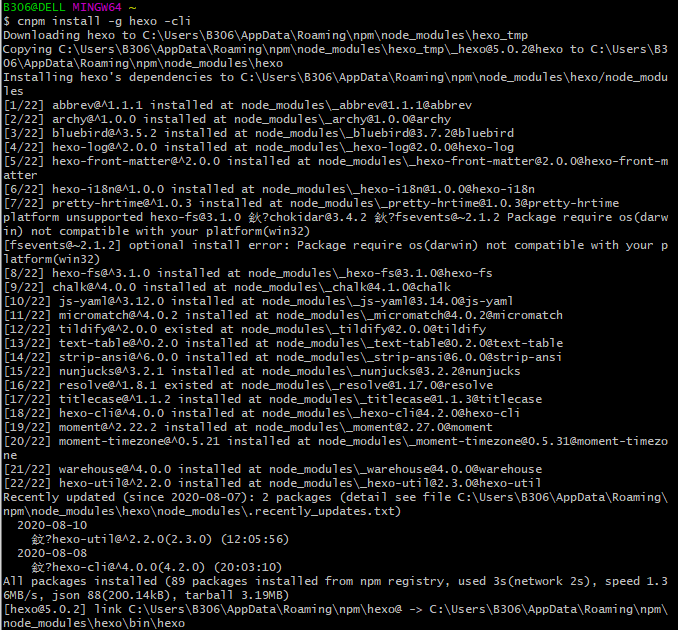 B306@DELL MINGW64 ~
$ cnpm install -g hexo -cli
Downloading hexo to C:\Users\B306\AppData\Roaming\npm\node_modules\hexo_tmp
Copying C:\Users\B306\AppData\Roaming\npm\node_modules\hexo_tmp\_hexo@5.0.2@hexo to C:\Users\B3
06\AppData\Roaming\npm\node_modules\hexo
Installing hexo's dependencies to C:\Users\B306\AppData\Roaming\npm\node_modules\hexo/node_modu
les
[1/22] abbrev@^1.1.1 installed at node_modules\_abbrev@1.1.1@abbrev
[2/22] archy@^1.0.0 installed at node_modules\_archy@1.0.0@archy
[3/22] bluebird@^3.5.2 installed at node_modules\_bluebird@3.7.2@bluebird
[4/22] hexo-log@^2.0.0 installed at node_modules\_hexo-log@2.0.0@hexo-log
[5/22] hexo-front-matter@^2.0.0 installed at node_modules\_hexo-front-matter@2.0.0@hexo-front-m
atter
[6/22] hexo-i18n@^1.0.0 installed at node_modules\_hexo-i18n@1.0.0@hexo-i18n
[7/22] pretty-hrtime@^1.0.3 installed at node_modules\_pretty-hrtime@1.0.3@pretty-hrtime
platform unsupported hexo-fs@3.1.0 鈥?chokidar@3.4.2 鈥?fsevents@~2.1.2 Package require os(darw
in) not compatible with your platform(win32)
[fsevents@~2.1.2] optional install error: Package require os(darwin) not compatible with your p
latform(win32)
[8/22] hexo-fs@^3.1.0 installed at node_modules\_hexo-fs@3.1.0@hexo-fs
[9/22] chalk@^4.0.0 installed at node_modules\_chalk@4.1.0@chalk
[10/22] js-yaml@^3.12.0 installed at node_modules\_js-yaml@3.14.0@js-yaml
[11/22] micromatch@^4.0.2 installed at node_modules\_micromatch@4.0.2@micromatch
[12/22] tildify@^2.0.0 existed at node_modules\_tildify@2.0.0@tildify
[13/22] text-table@^0.2.0 installed at node_modules\_text-table@0.2.0@text-table
[14/22] strip-ansi@^6.0.0 installed at node_modules\_strip-ansi@6.0.0@strip-ansi
[15/22] nunjucks@^3.2.1 installed at node_modules\_nunjucks@3.2.2@nunjucks
[16/22] resolve@^1.8.1 existed at node_modules\_resolve@1.17.0@resolve
[17/22] titlecase@^1.1.2 installed at node_modules\_titlecase@1.1.3@titlecase
[18/22] hexo-cli@^4.0.0 installed at node_modules\_hexo-cli@4.2.0@hexo-cli
[19/22] moment@^2.22.2 installed at node_modules\_moment@2.27.0@moment
[20/22] moment-timezone@^0.5.21 installed at node_modules\_moment-timezone@0.5.31@moment-timezo
ne
[21/22] warehouse@^4.0.0 installed at node_modules\_warehouse@4.0.0@warehouse
[22/22] hexo-util@^2.2.0 installed at node_modules\_hexo-util@2.3.0@hexo-util
Recently updated (since 2020-08-07): 2 packages (detail see file C:\Users\B306\AppData\Roaming\
npm\node_modules\hexo\node_modules\.recently_updates.txt)
2020-08-10
鈫?hexo-util@^2.2.0(2.3.0) (12:05:56)
2020-08-08
鈫?hexo-cli@^4.0.0(4.2.0) (20:03:10)
All packages installed (89 packages installed from npm registry, used 3s(network 2s), speed 1.3
6MB/s, json 88(200.14kB), tarball 3.19MB)
[hexo@5.0.2] link C:\Users\B306\AppData\Roaming\npm\hexo@ -> C:\Users\B306\AppData\Roaming\npm\
node_modules\hexo\bin\hexo